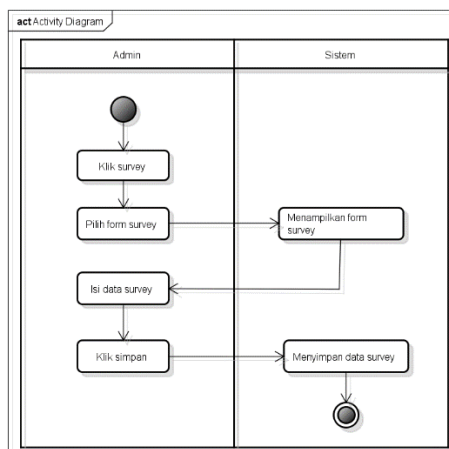 act Activity Diagram
Admin
Sistem
Klik survey
Pilih form survey
Menampilkan form
survey
Isi data survey
Klik simpan
Menyimpan data survey